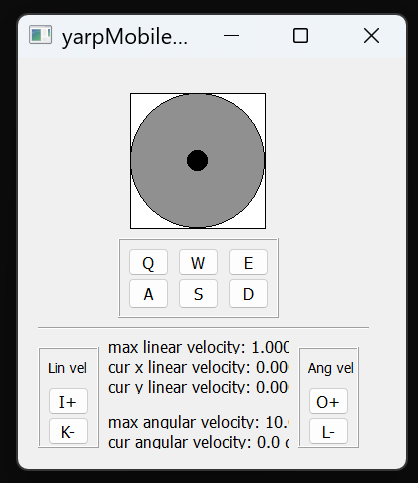 yarpMobile...
Q W E
A S D
Lin vel
I+
K-
max linear velocity: 1.000
cur x linear velocity: 0.00
cur y linear velocity: 0.00
max angular velocity: 10.
cur angular velocity: 0.0
Ang vel
O+
L-